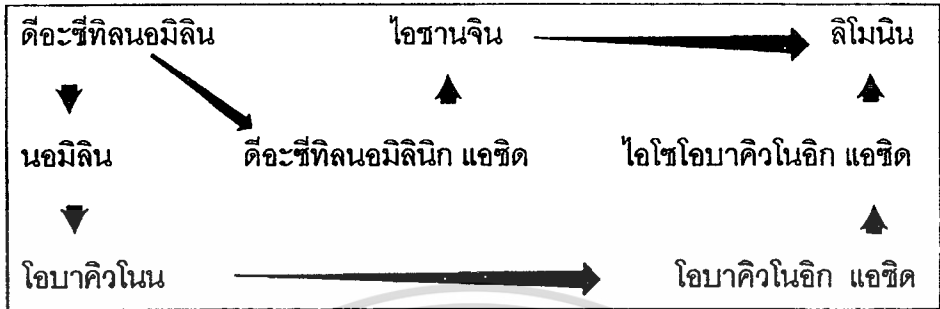 ดีอะซีทิลนอมิลิน ไอชานจิน ลิโมนิน
นอมิลิน ดีอะซีทิลนอมิลินิก แอซิด ไอโซโอบาคิวโนอิก แอซิด
โอบาคิวโนน โอบาคิวโนอิก แอซิด